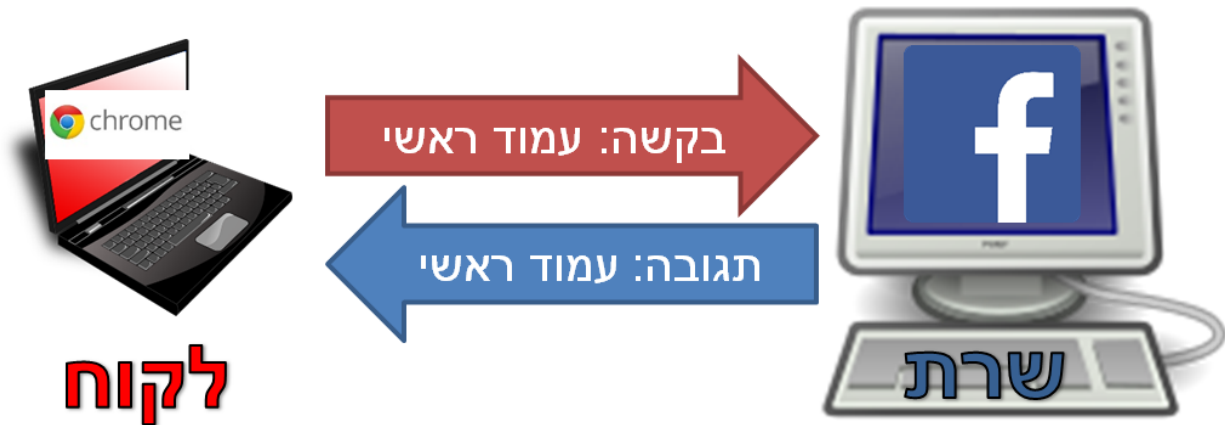 chrome
בקשה: עמוד ראשי
תגובה: עמוד ראשי
לקוח
שרת